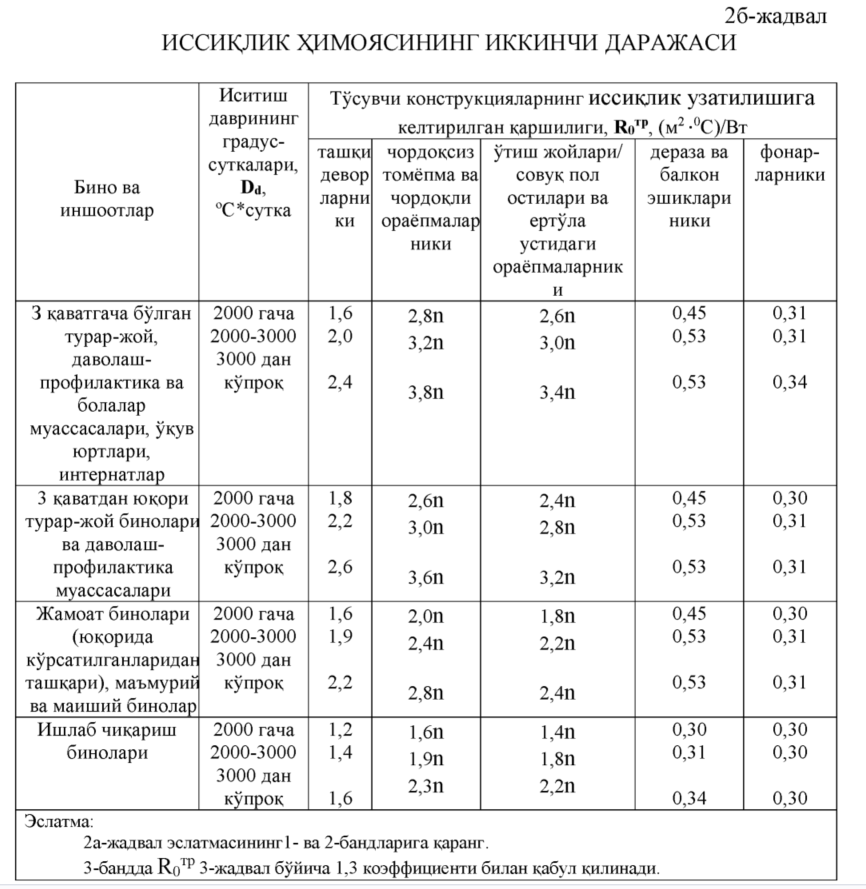 2б-жадвал
ИССИҚЛИК ҲИМОЯСИНИНГ ИККИНЧИ ДАРАЖАСИ
Бино ва
иншоотлар
Иситиш
даврининг
градус-
суткалари,
Dd,
ºC*сутка
Тўсувчи конструкцияларнинг иссиқлик узатилишига
келтирилган қаршилиги, R₀ᵀᴾ, (м² ·⁰С)/Вт
ташқи
девор
ларни
ки
чордоқсиз
томёпма ва
чордоқли
ораёпмалар
ники
ўтиш жойлари/
совуқ пол
остилари ва
ертўла
устидаги
ораёпмаларник
и
дераза ва
балкон
эшиклари
ники
фонар-
ларники
3 қаватгача бўлган
турар-жой,
даволаш-
профилактика ва
болалар
муассасалари, ўқув
юртлари,
интернатлар
2000 гача
2000-3000
3000 дан
кўпроқ
1,6
2,0
2,4
2,8n
3,2n
3,8n
2,6n
3,0n
3,4n
0,45
0,53
0,53
0,31
0,31
0,34
3 қаватдан юқори
турар-жой бинолари
ва даволаш-
профилактика
муассасалари
2000 гача
2000-3000
3000 дан
кўпроқ
1,8
2,2
2,6
2,6n
3,0n
3,6n
2,4n
2,8n
3,2n
0,45
0,53
0,53
0,30
0,31
0,31
Жамоат бинолари
(юқорида
кўрсатилганларидан
ташқари), маъмурий
ва маиший бинолар
2000 гача
2000-3000
3000 дан
кўпроқ
1,6
1,9
2,2
2,0n
2,4n
2,8n
1,8n
2,2n
2,4n
0,45
0,53
0,53
0,30
0,31
0,31
Ишлаб чиқариш
бинолари
2000 гача
2000-3000
3000 дан
кўпроқ
1,2
1,4
1,6
1,6n
1,9n
2,3n
1,4n
1,8n
2,2n
0,30
0,31
0,34
0,30
0,30
0,30
Эслатма:
2а-жадвал эслатмасининг1- ва 2-бандларига қаранг.
3-бандда R₀ᵀᴾ 3-жадвал бўйича 1,3 коэффициенти билан қабул қилинади.